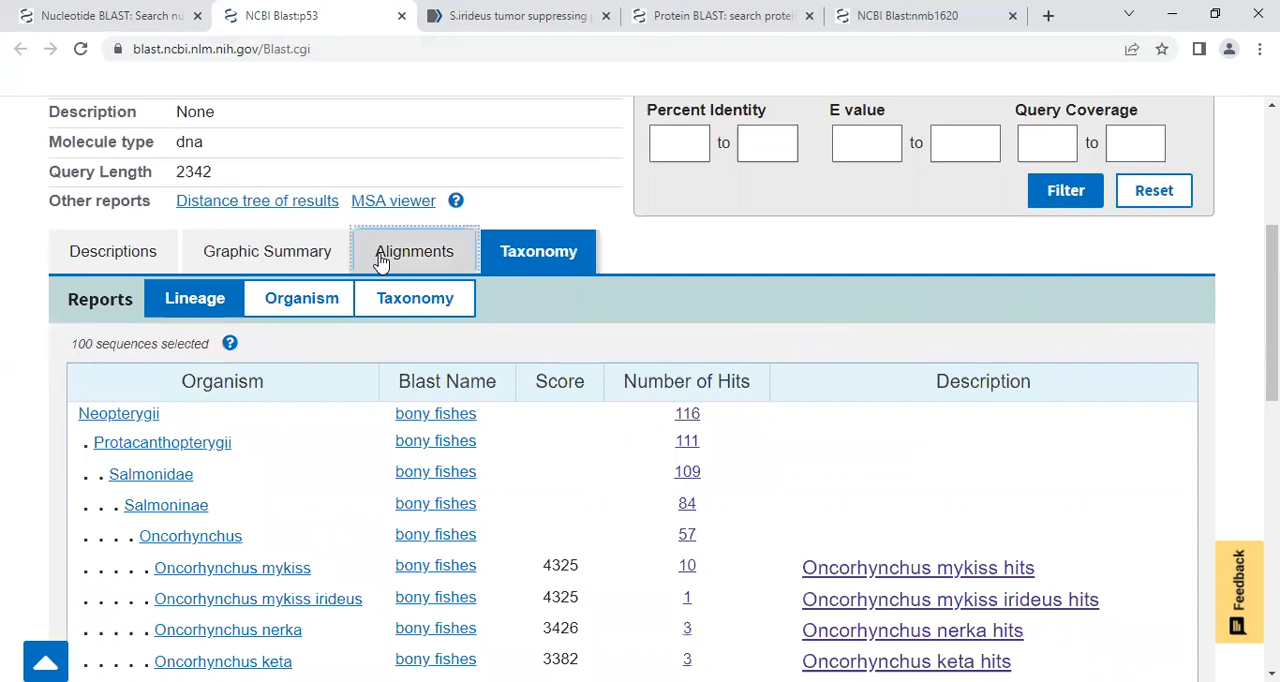 Nucleotide BLAST: Search nu
NCBI Blast:p53
S.irideus tumor suppressing
Protein BLAST: search protei
NCBI Blast:nmb1620
blast.ncbi.nlm.nih.gov/Blast.cgi
Description None
Molecule type dna
Query Length 2342
Other reports Distance tree of results MSA viewer ?
Percent Identity E value Query Coverage
to to to
Filter Reset
Descriptions Graphic Summary Alignments Taxonomy
Reports Lineage Organism Taxonomy
100 sequences selected ?
Organism Blast Name Score Number of Hits Description
Neopterygii bony fishes 116
. Protacanthopterygii bony fishes 111
. . Salmonidae bony fishes 109
. . . Salmoninae bony fishes 84
. . . . Oncorhynchus bony fishes 57
. . . . . Oncorhynchus mykiss bony fishes 4325 10 Oncorhynchus mykiss hits
. . . . . Oncorhynchus mykiss irideus bony fishes 4325 1 Oncorhynchus mykiss irideus hits
. . . . . Oncorhynchus nerka bony fishes 3426 3 Oncorhynchus nerka hits
. . . . . Oncorhynchus keta bony fishes 3382 3 Oncorhynchus keta hits
Feedback